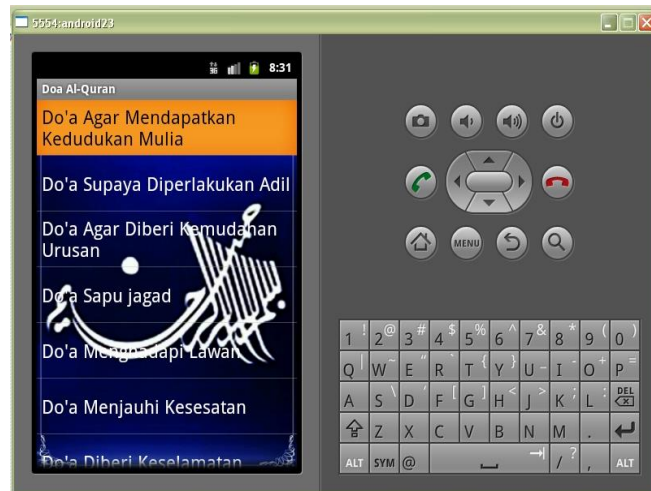 5554:android23
8:31
Doa Al-Quran
Do'a Agar Mendapatkan
Kedudukan Mulia
Do'a Supaya Diperlakukan Adil
Do'a Agar Diberi Kemudahan
Urusan
Do'a Sapu jagad
Do'a Menghadapi Lawan
Do'a Menjauhi Kesesatan
Do'a Diberi Keselamatan
MENU
1 ! 2 @ 3 # 4 $ 5 % 6 ^ 7 & 8 * 9 ( 0 )
Q | W ~ E " R ` T { Y } U _ I - O + P =
A S \ D ' F [ G ] H < J > K ; L : DEL
Z X C V B N M .
ALT SYM @ / ? , ALT